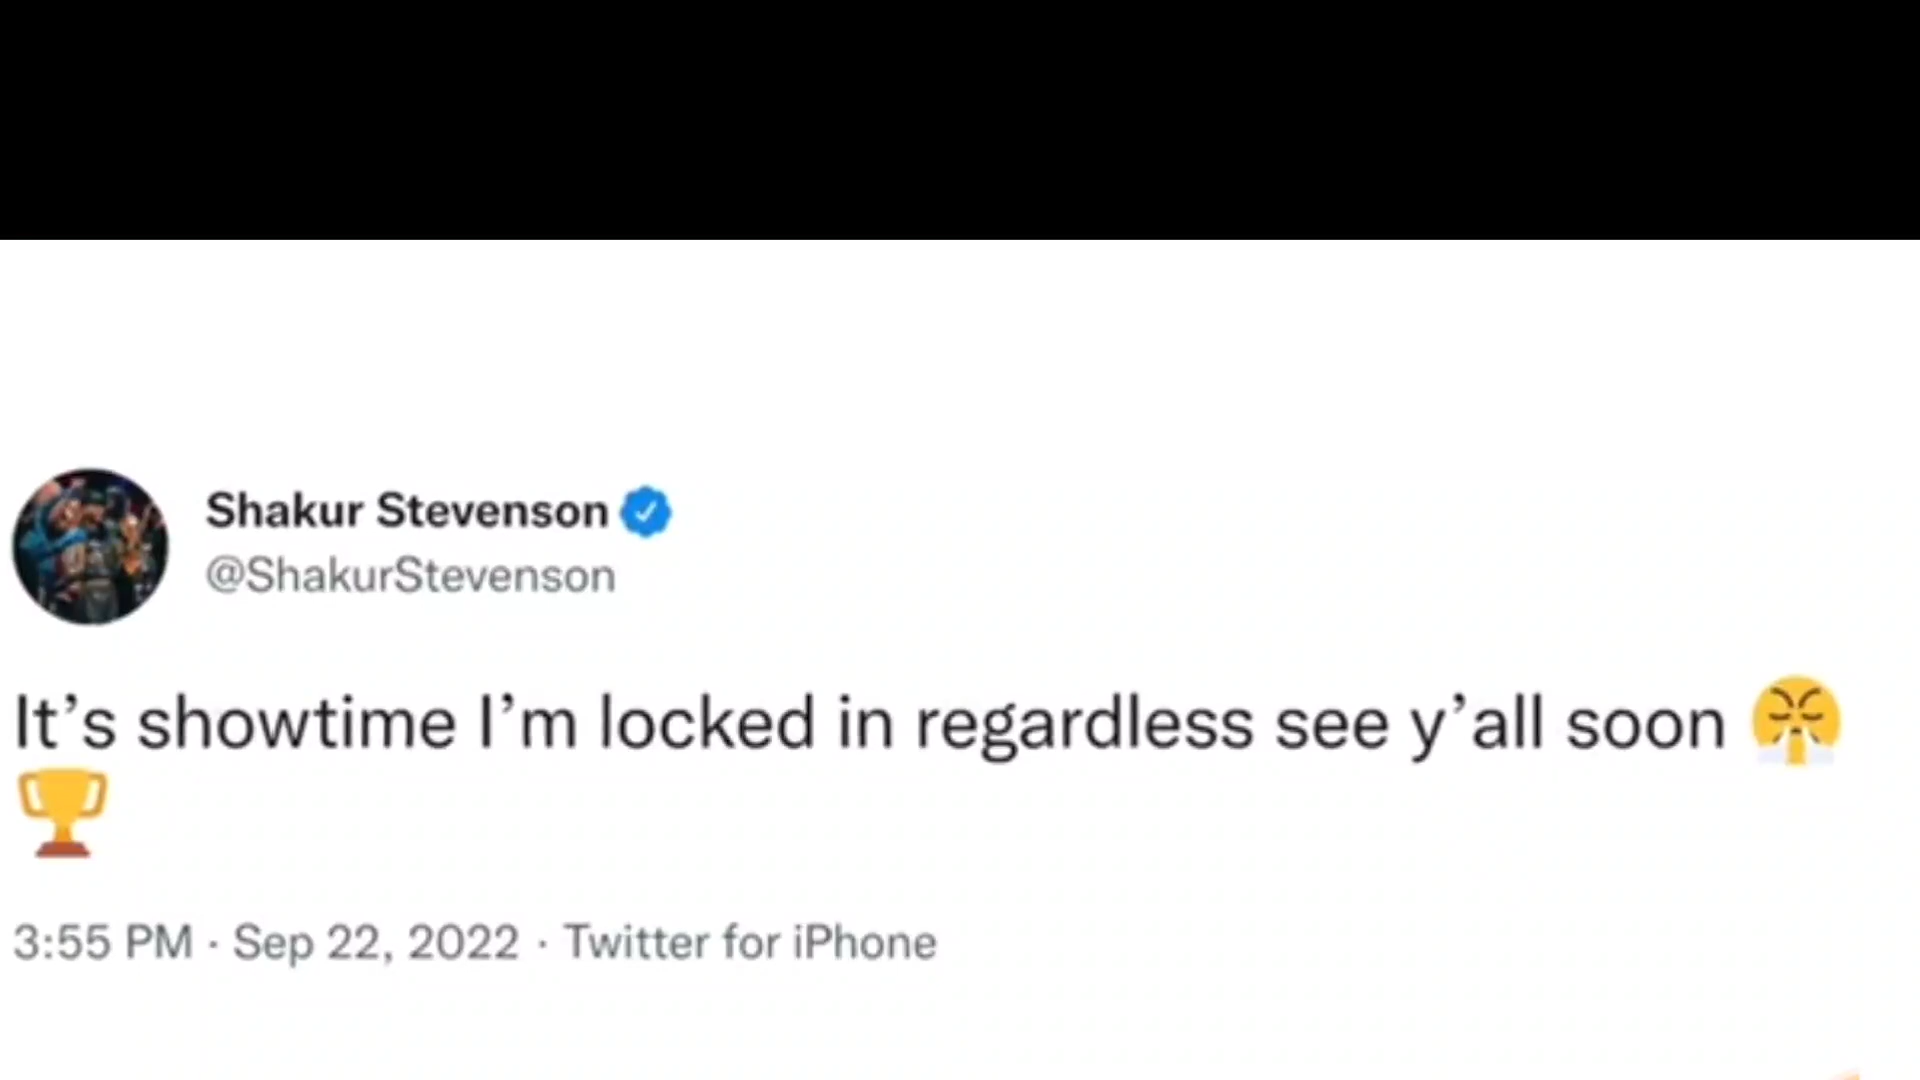 Shakur Stevenson
@ShakurStevenson
It’s showtime I’m locked in regardless see y’all soon 😤
🏆
3:55 PM · Sep 22, 2022 · Twitter for iPhone